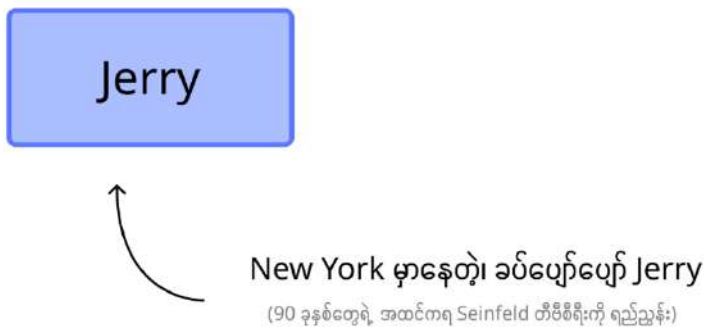 Jerry
New York မှာနေတဲ့၊ ခပ်ပျော်ပျော် Jerry
(90 ခုနှစ်တွေရဲ့ အထင်ကရ Seinfeld တီဗီစီရီးကို ရည်ညွှန်း)